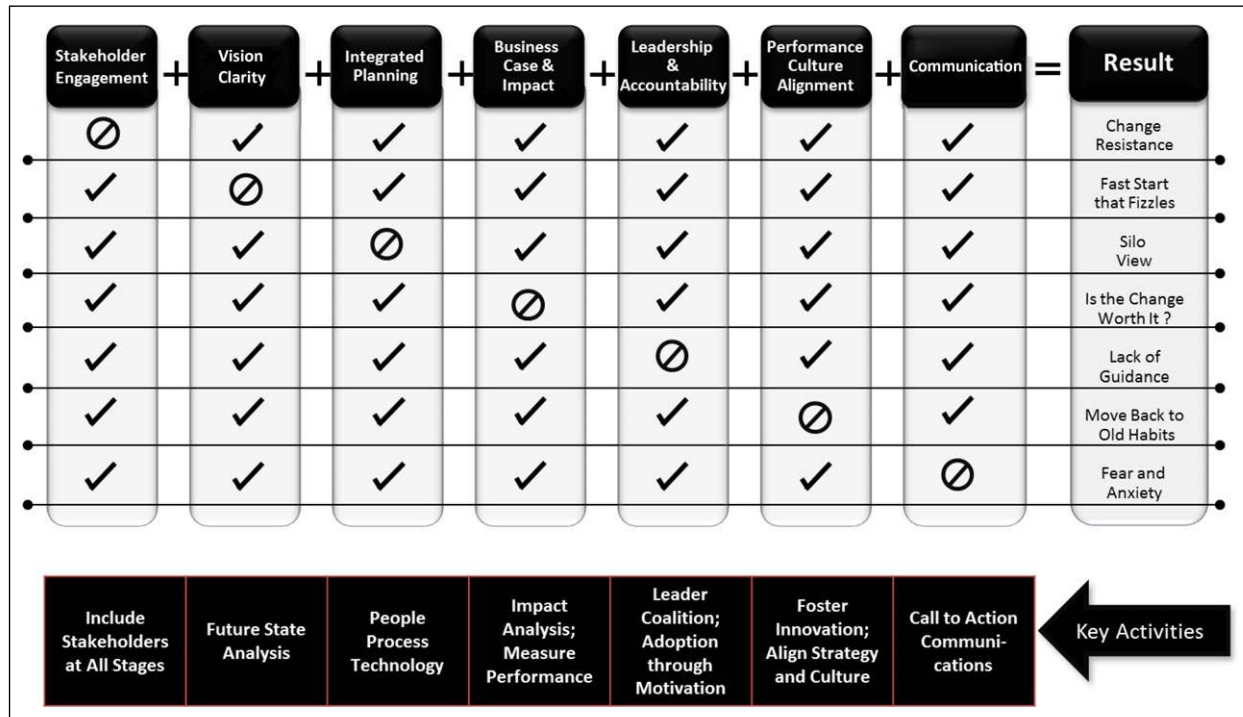 Stakeholder
Engagement
+
Vision
Clarity
+
Integrated
Planning
+
Business
Case &
Impact
+
Leadership
&
Accountability
+
Performance
Culture
Alignment
+
Communication
=
Result
Change
Resistance
Fast Start
that Fizzles
Silo
View
Is the Change
Worth It ?
Lack of
Guidance
Move Back to
Old Habits
Fear and
Anxiety
Include
Stakeholders
at All Stages
Future State
Analysis
People
Process
Technology
Impact
Analysis;
Measure
Performance
Leader
Coalition;
Adoption
through
Motivation
Foster
Innovation;
Align Strategy
and Culture
Call to Action
Communi-
cations
Key Activities